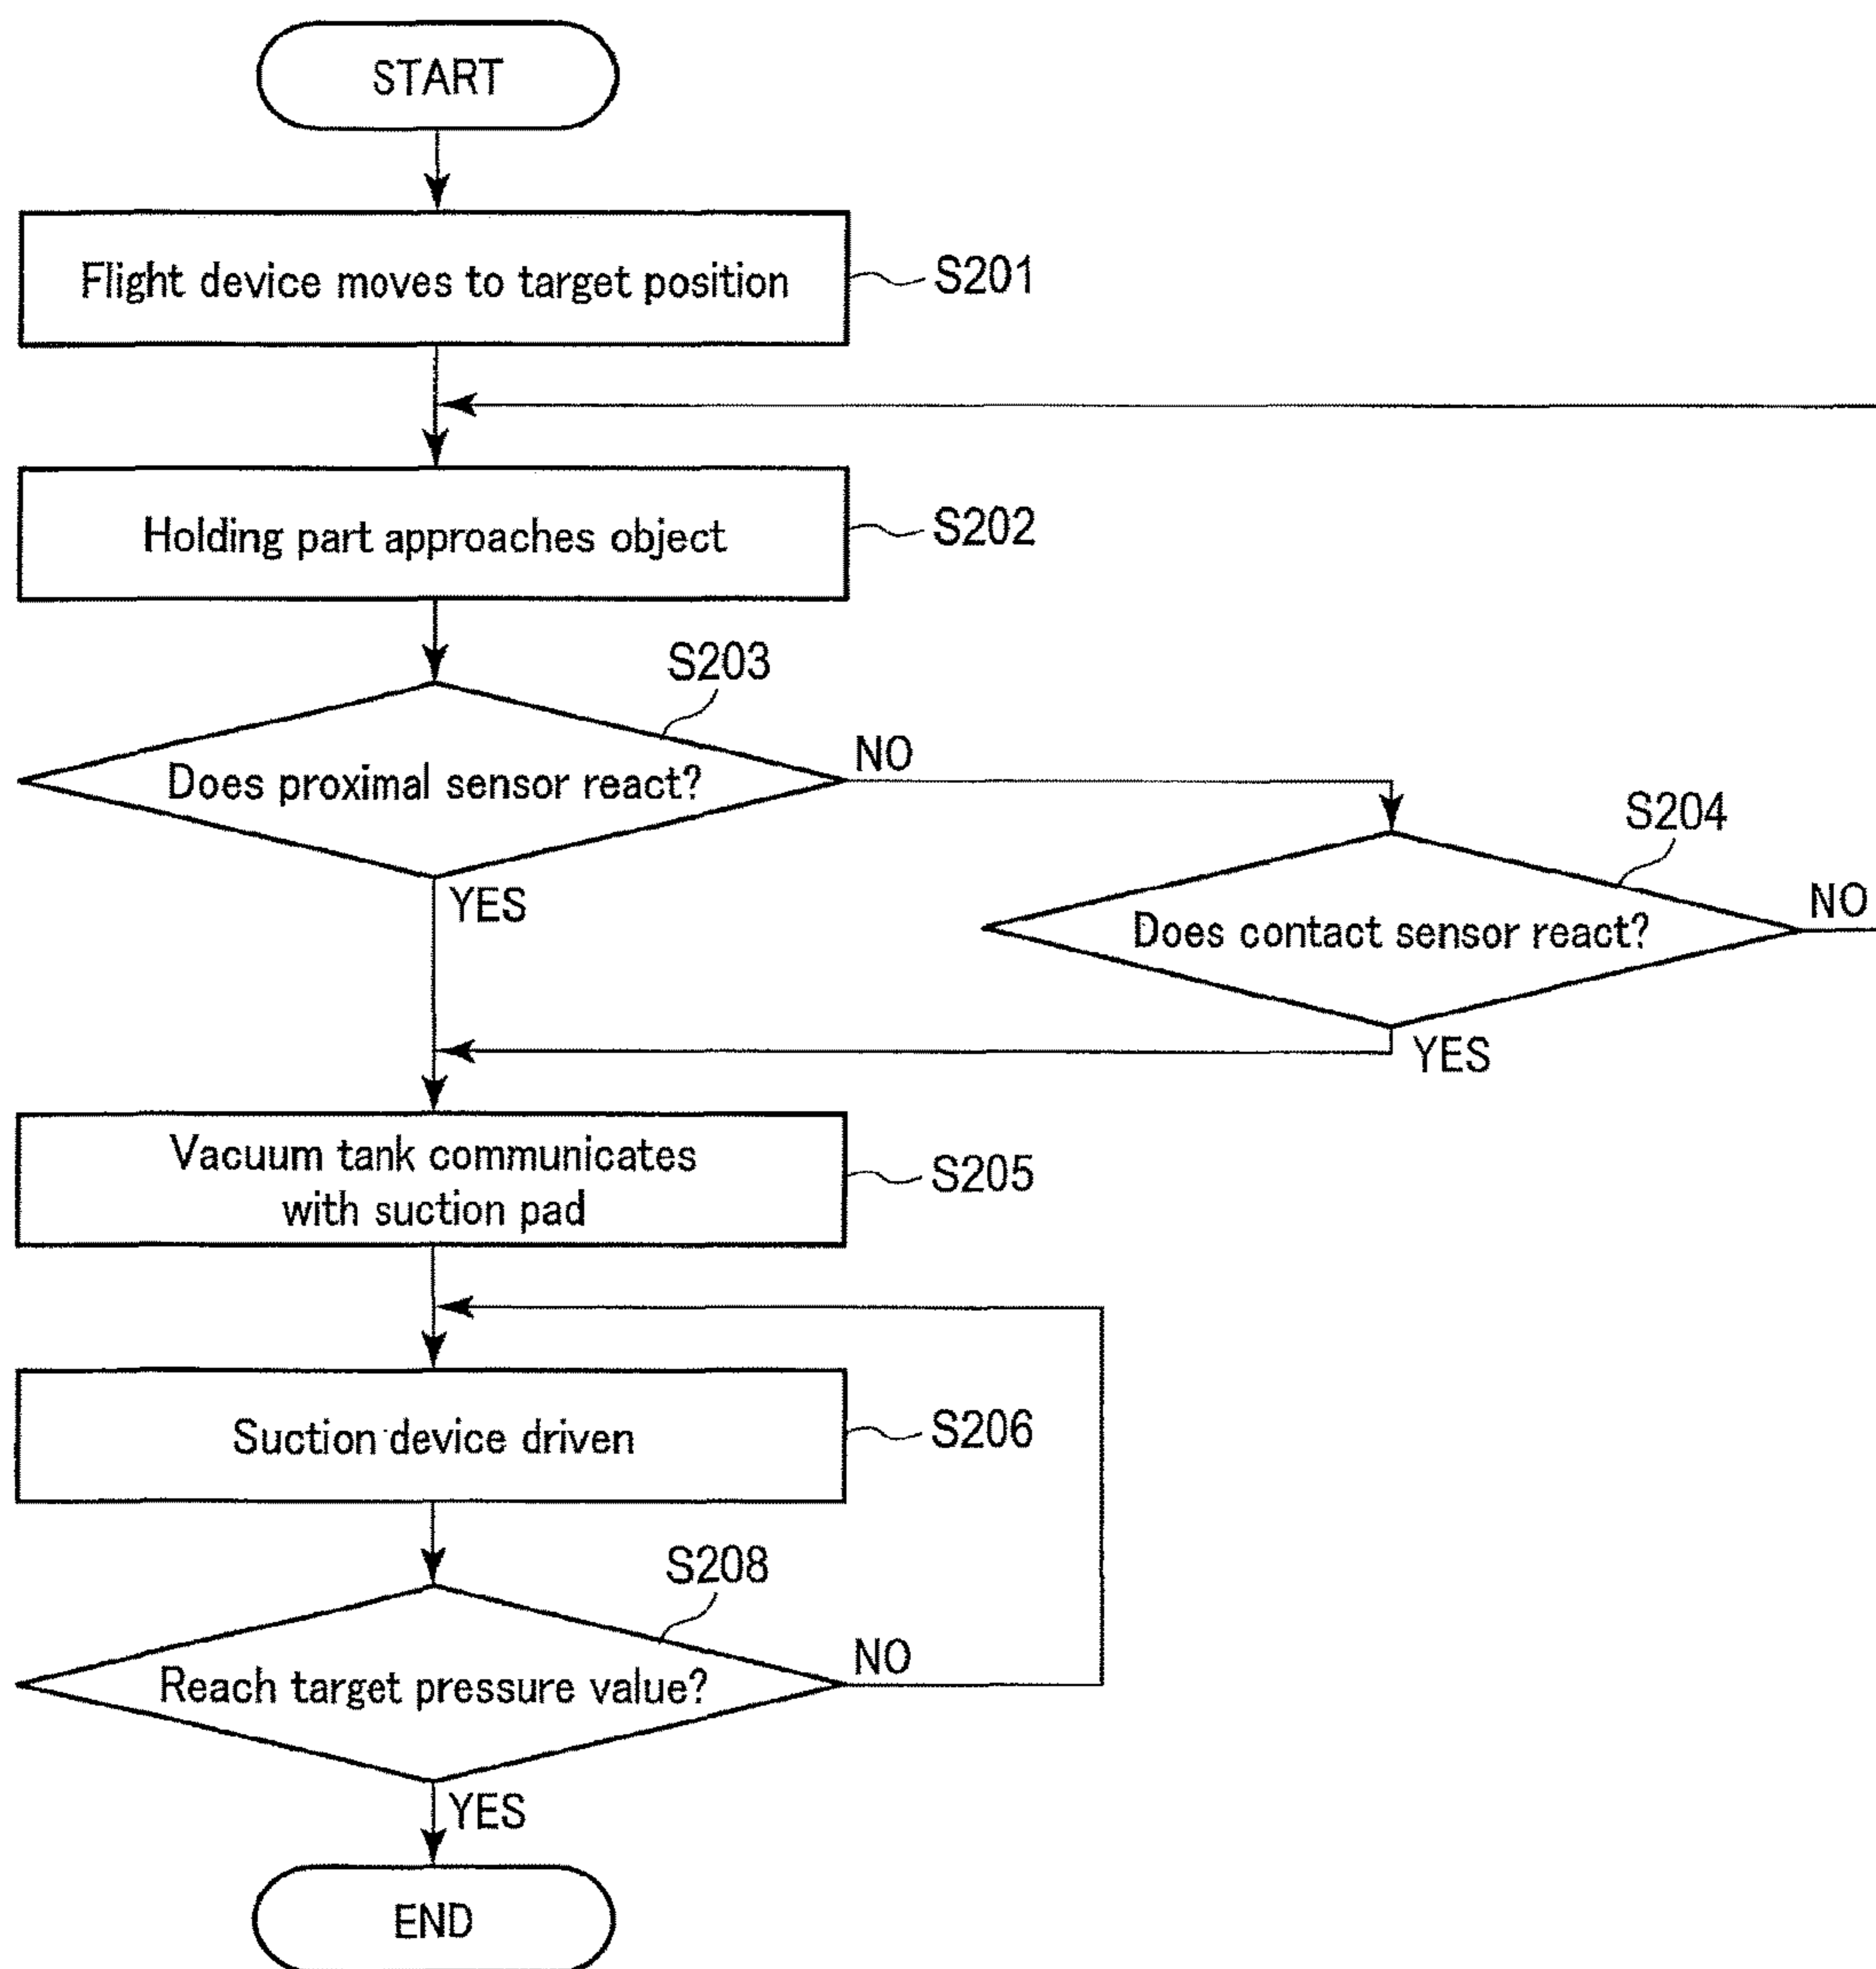 START
Flight device moves to target position
S201
Holding part approaches object
S202
S203
Does proximal sensor react?
NO
YES
S204
Does contact sensor react?
NO
YES
Vacuum tank communicates
with suction pad
S205
Suction device driven
S206
S208
Reach target pressure value?
NO
YES
END